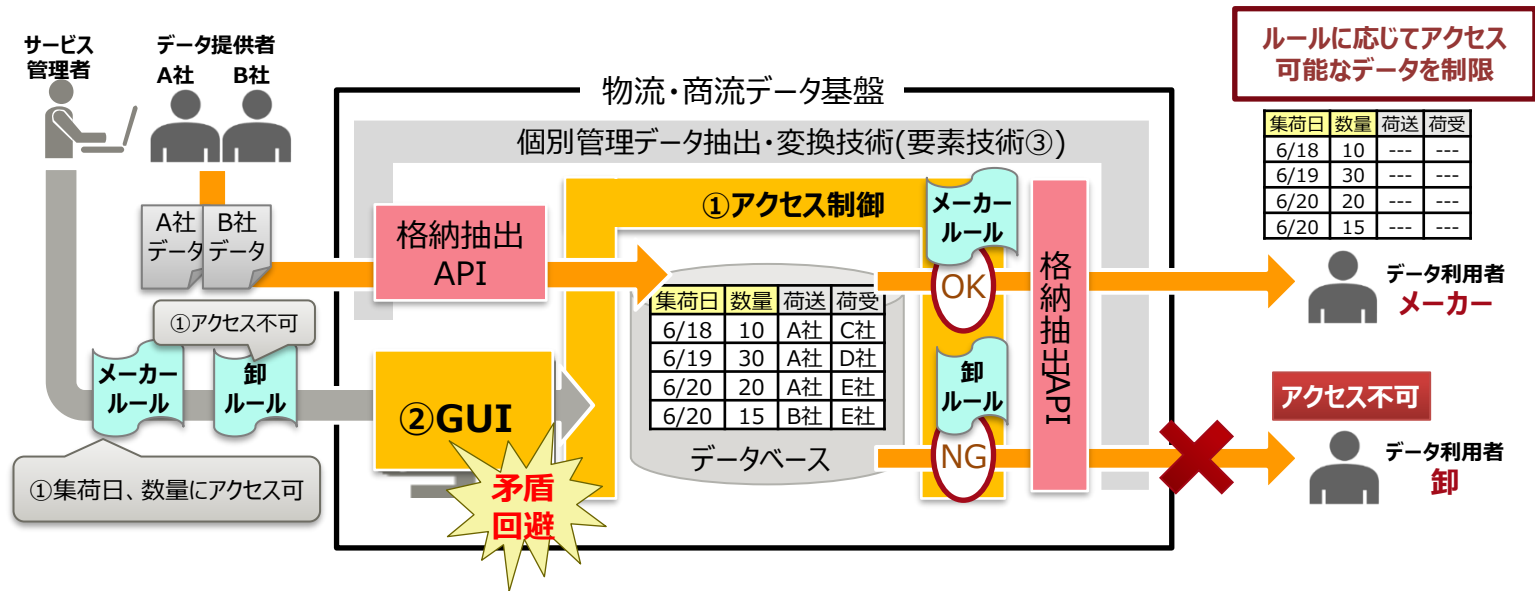 サービス
管理者
データ提供者
A社 B社
A社
データ
B社
データ
①アクセス不可
メーカー
ルール
卸
ルール
①集荷日、数量にアクセス可
物流・商流データ基盤
個別管理データ抽出・変換技術(要素技術③)
格納抽出
API
②GUI
矛盾
回避
①アクセス制御
集荷日 数量 荷送 荷受
6/18 10 A社 C社
6/19 30 A社 D社
6/20 20 A社 E社
6/20 15 B社 E社
データベース
メーカー
ルール
OK
卸
ルール
NG
格納抽出API
ルールに応じてアクセス
可能なデータを制限
集荷日 数量 荷送 荷受
6/18 10 --- ---
6/19 30 --- ---
6/20 20 --- ---
6/20 15 --- ---
データ利用者
メーカー
アクセス不可
データ利用者
卸